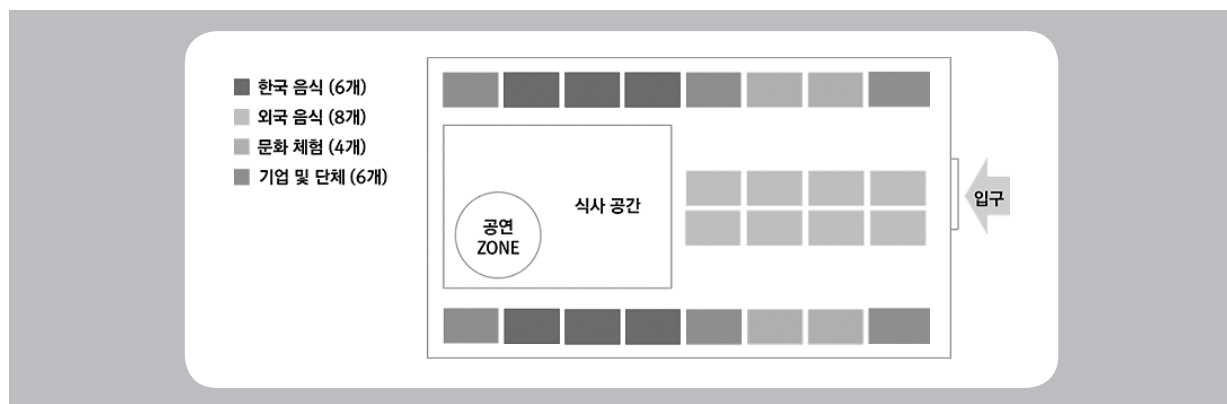 한국 음식 (6개)
외국 음식 (8개)
문화 체험 (4개)
기업 및 단체 (6개)
식사 공간
공연
ZONE
입구